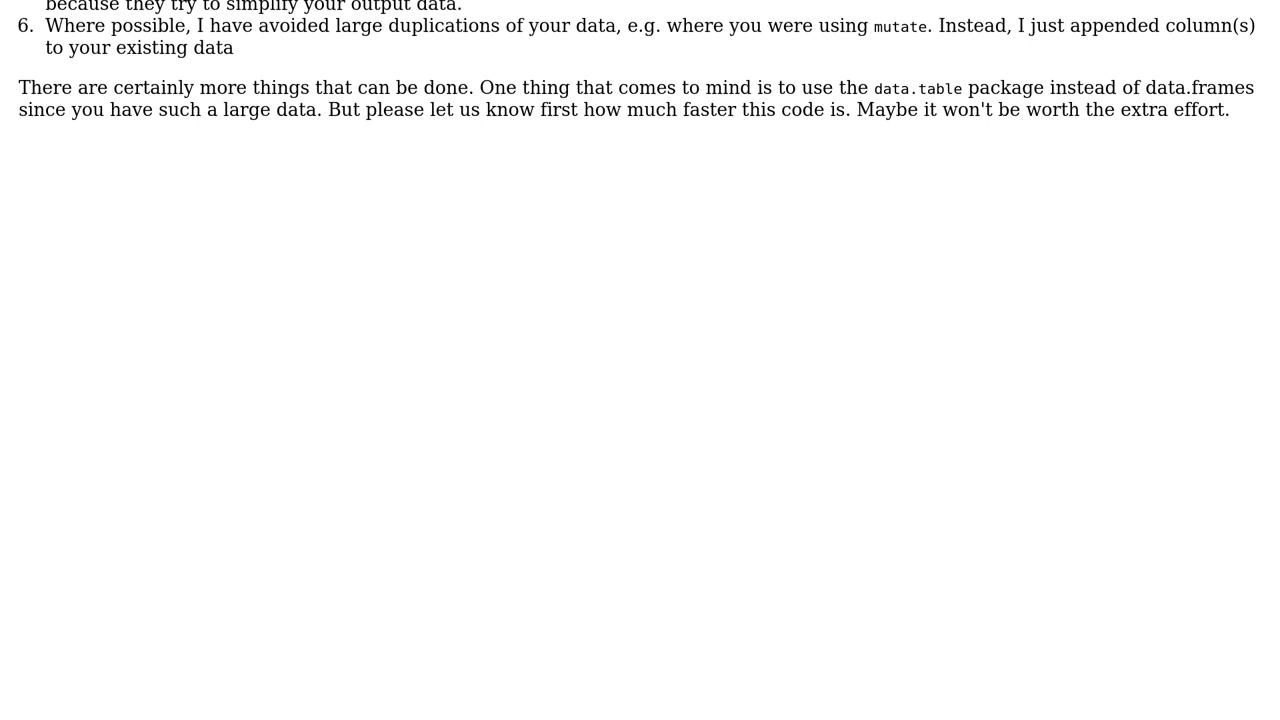 because they try to simplify your output data.
6. Where possible, I have avoided large duplications of your data, e.g. where you were using mutate. Instead, I just appended column(s)
to your existing data
There are certainly more things that can be done. One thing that comes to mind is to use the data.table package instead of data.frames
since you have such a large data. But please let us know first how much faster this code is. Maybe it won't be worth the extra effort.